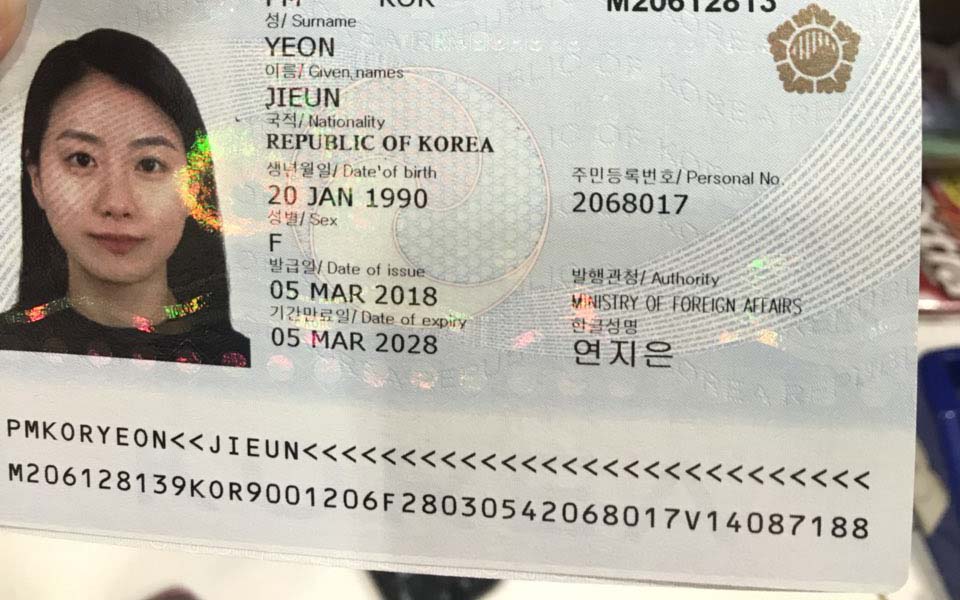 PM KOR M20612813
성/ Surname
YEON
이름/ Given names
JIEUN
국적/ Nationality
REPUBLIC OF KOREA
생년월일/ Date of birth
20 JAN 1990
주민등록번호/ Personal No.
2068017
성별/ Sex
F
발급일/ Date of issue
05 MAR 2018
발행관청/ Authority
MINISTRY OF FOREIGN AFFAIRS
기간만료일/ Date of expiry
05 MAR 2028
한글성명
연지은
PMKORYEON<<JIEUN<<<<<<<<<<<<<<<<<<<<<<<<<<<<
M206128139KOR9001206F28030542068017V14087188